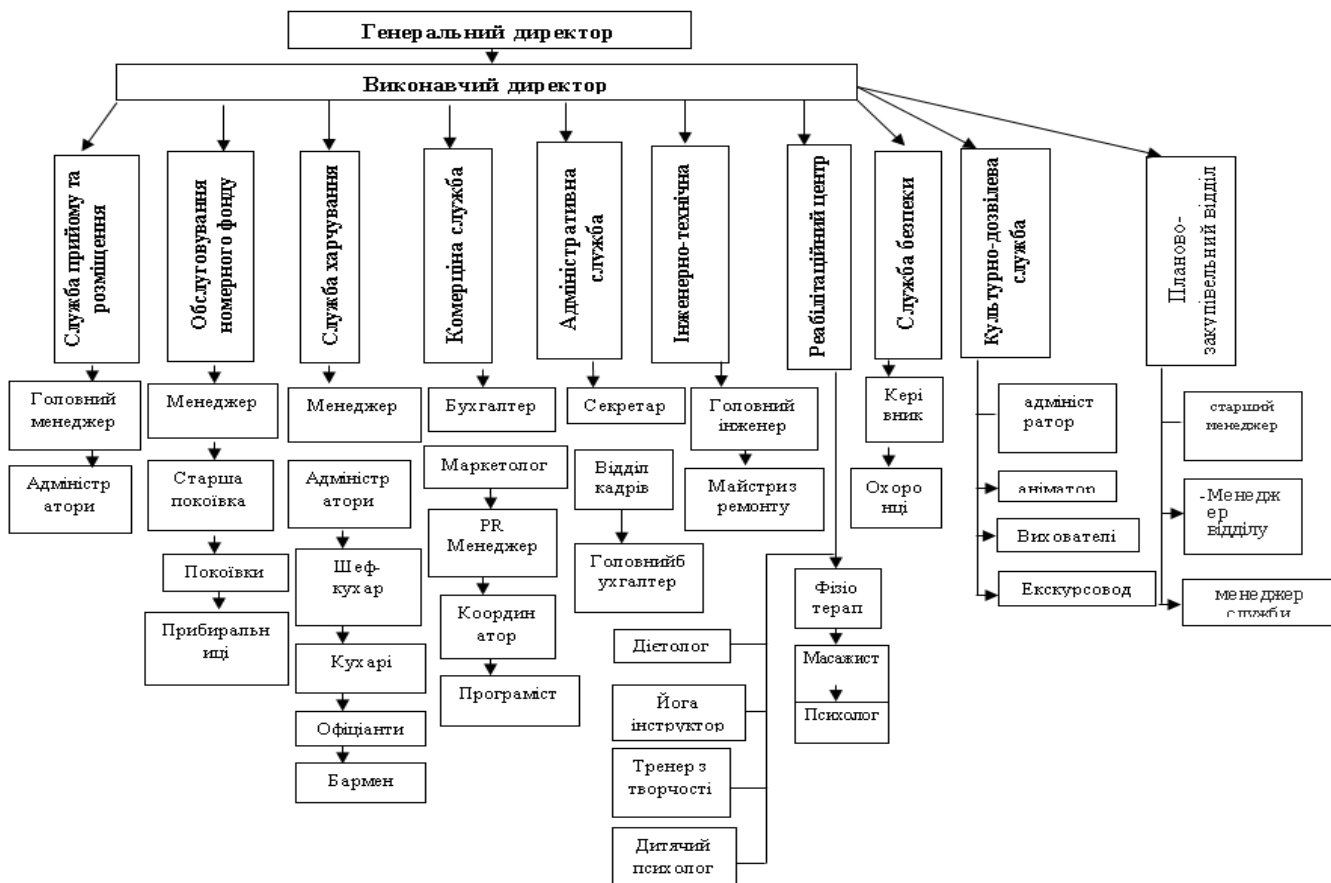 Генеральний директор
Виконавчий директор
Служба прийому та
розміщення
Обслуговування
номерного фонду
Служба харчування
Комерційна служба
Адміністративна
служба
Інженерно-технічна
Реабілітаційний центр
Служба безпеки
Культурно-дозвілева
служба
Планово-
закупівельний відділ
Головний
менеджер
Адміністр
атори
Менеджер
Старша
покоївка
Покоївки
Прибиральн
иці
Менеджер
Адміністр
атори
Шеф-
кухар
Кухарі
Офіціанти
Бармен
Бухгалтер
Маркетолог
PR
Менеджер
Координ
атор
Програміст
Секретар
Відділ
кадрів
Головнийб
ухгалтер
Головний
інженер
Майстри з
ремонту
Фізіо
терап
Масажист
Психолог
Дієтолог
Йога
інструктор
Тренер з
творчості
Дитячий
психолог
Кері
вник
Охоро
нці
адмініст
ратор
аніматор
Вихователі
Екскурсовод
старший
менеджер
-Менедж
ер
відділу
менеджер
служби